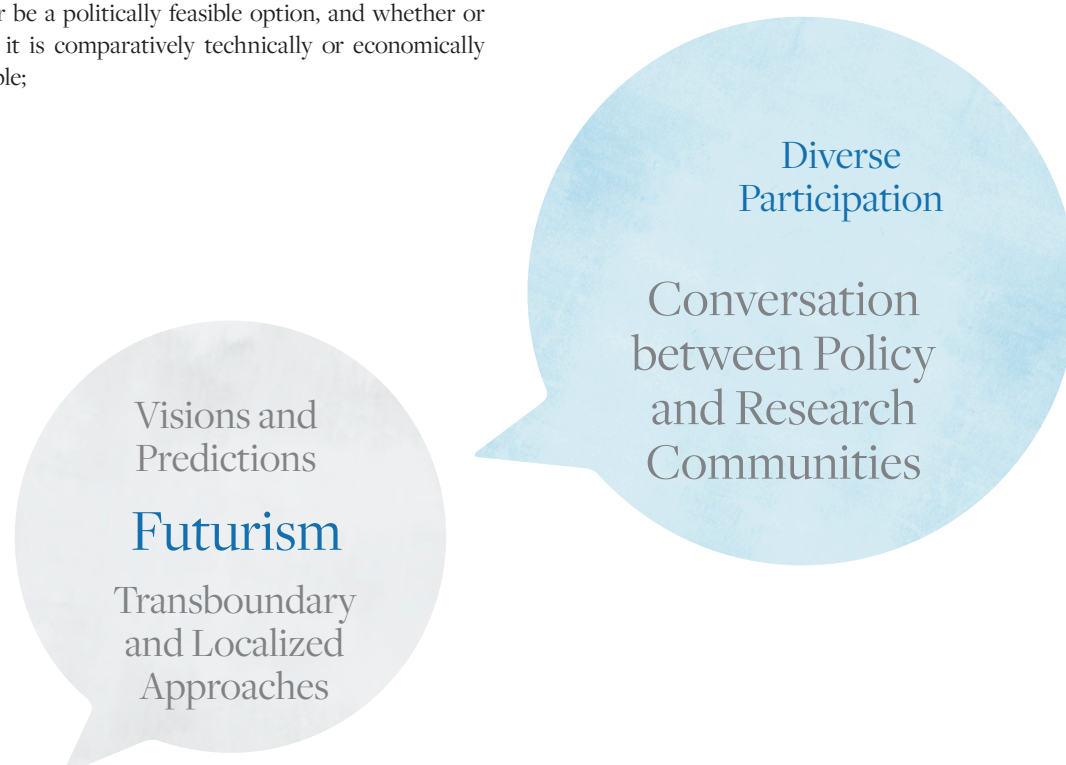 be a politically feasible option, and whether or
it is comparatively technically or economically
Diverse
Participation
Conversation
between Policy
and Research
Communities
Visions and
Predictions
Futurism
Transboundary
and Localized
Approaches